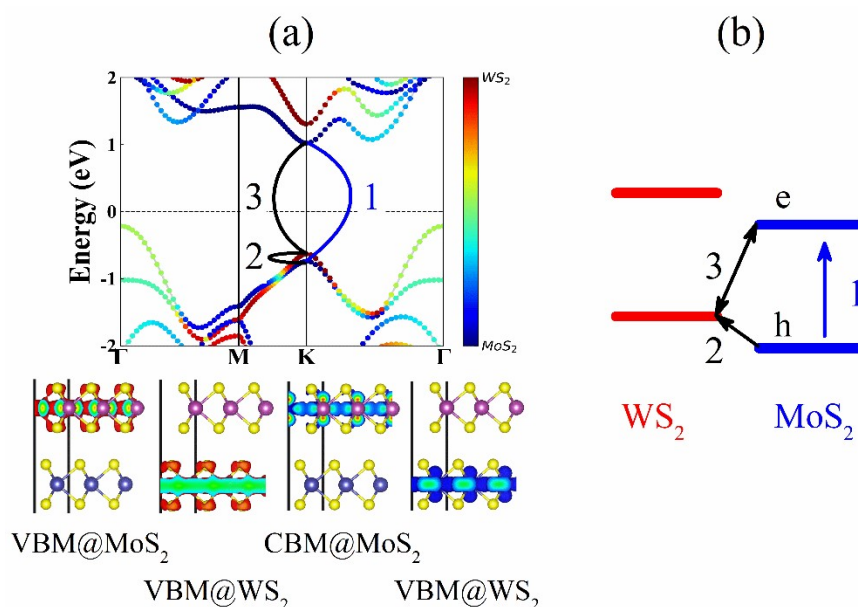 (a)
(b)
WS₂
2
1
0
-1
-2
Energy (eV)
3
1
2
MoS₂
Γ
M
K
Γ
e
3
1
h
2
WS₂
MoS₂
VBM@MoS₂
CBM@MoS₂
VBM@WS₂
VBM@WS₂